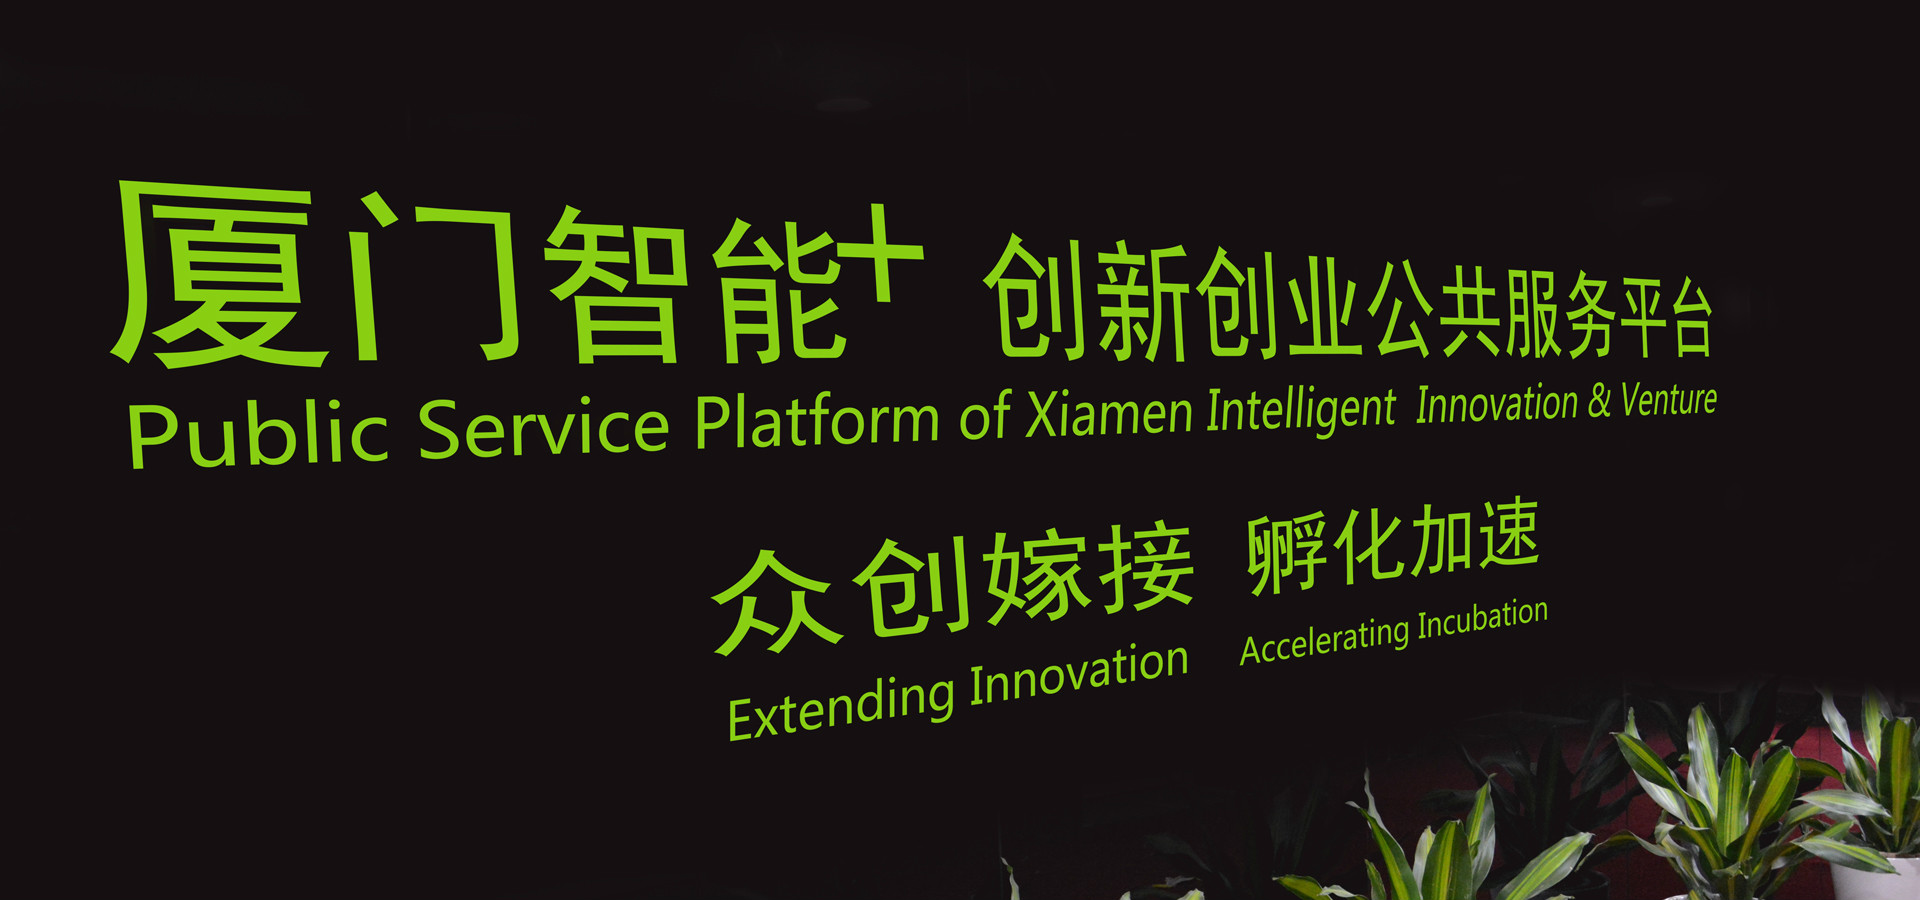 厦门智能+ 创新创业公共服务平台
Public Service Platform of Xiamen Intelligent Innovation & Venture
众创嫁接 孵化加速
Extending Innovation Accelerating Incubation